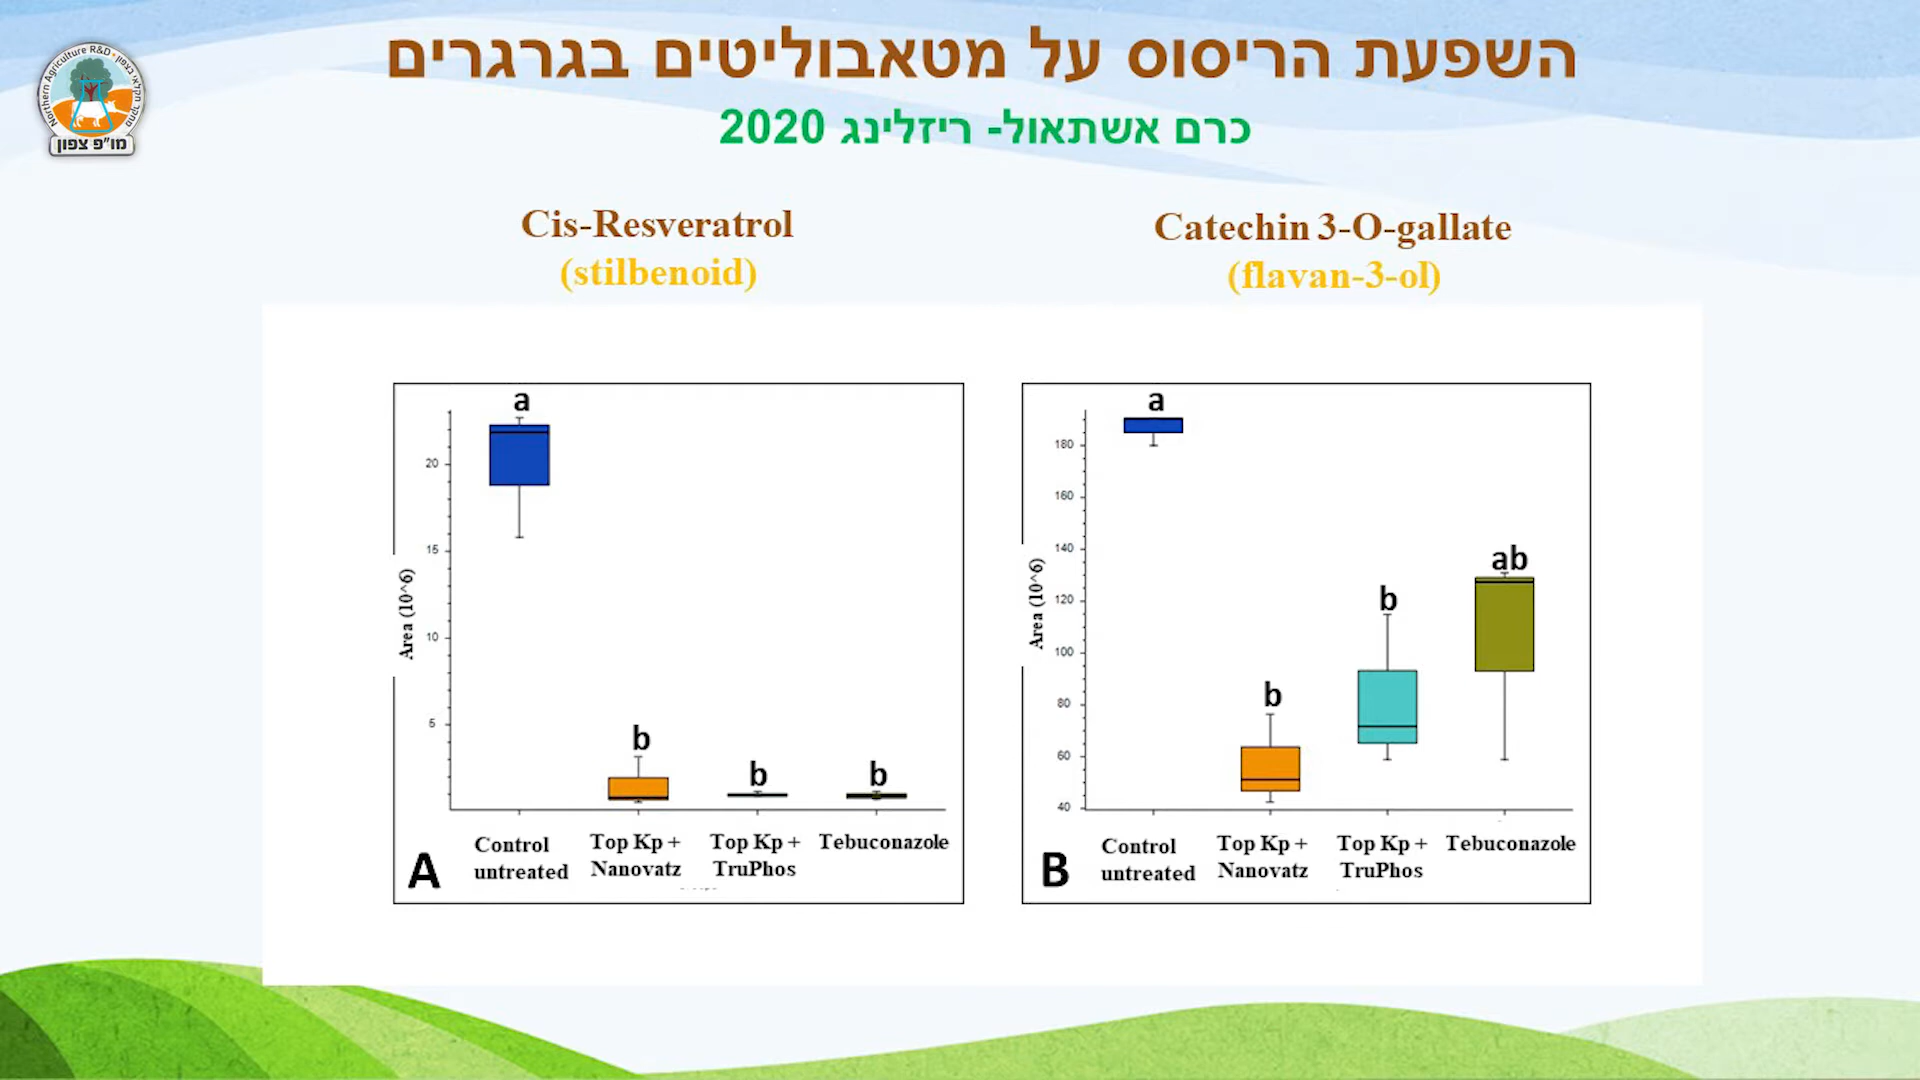 השפעת הריסוס על מטאבוליטים בגרגרים
כרם אשתאול- ריזלינג 2020
Northern Agriculture R&D
מו"פ צפון
Cis-Resveratrol
(stilbenoid)
Catechin 3-O-gallate
(flavan-3-ol)
a
20
15
10
5
Area (10^6)
b
b
b
Control
untreated
Top Kp +
Nanovatz
Top Kp +
TruPhos
Tebuconazole
A
a
180
160
140
120
100
80
60
40
Area (10^6)
b
b
ab
Control
untreated
Top Kp +
Nanovatz
Top Kp +
TruPhos
Tebuconazole
B